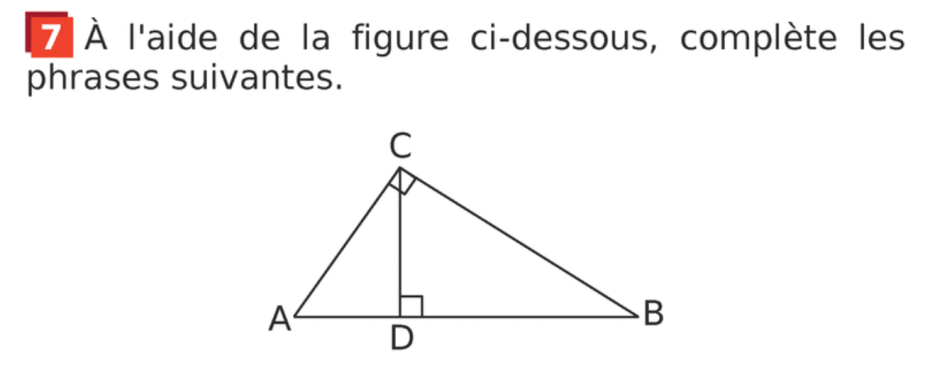 7 À l'aide de la figure ci-dessous, complète les
phrases suivantes.
C
A
B
D